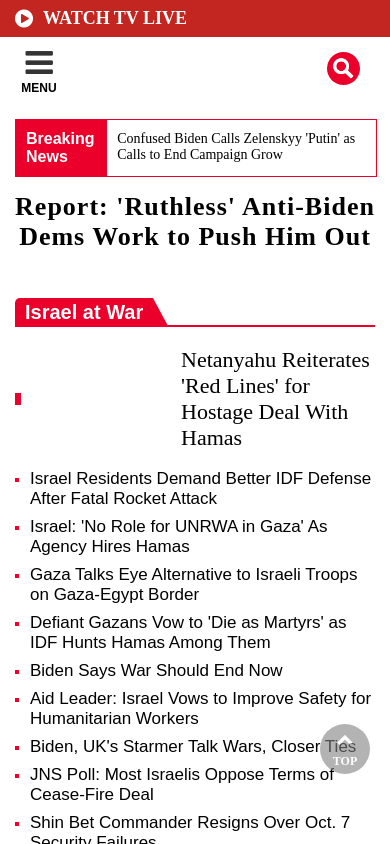 WATCH TV LIVE
MENU
Breaking
News
Confused Biden Calls Zelenskyy 'Putin' as
Calls to End Campaign Grow
Report: 'Ruthless' Anti-Biden
Dems Work to Push Him Out
Israel at War
Netanyahu Reiterates
'Red Lines' for
Hostage Deal With
Hamas
Israel Residents Demand Better IDF Defense
After Fatal Rocket Attack
Israel: 'No Role for UNRWA in Gaza' As
Agency Hires Hamas
Gaza Talks Eye Alternative to Israeli Troops
on Gaza-Egypt Border
Defiant Gazans Vow to 'Die as Martyrs' as
IDF Hunts Hamas Among Them
Biden Says War Should End Now
Aid Leader: Israel Vows to Improve Safety for
Humanitarian Workers
Biden, UK's Starmer Talk Wars, Closer Ties
TOP
JNS Poll: Most Israelis Oppose Terms of
Cease-Fire Deal
Shin Bet Commander Resigns Over Oct. 7
Security Failures